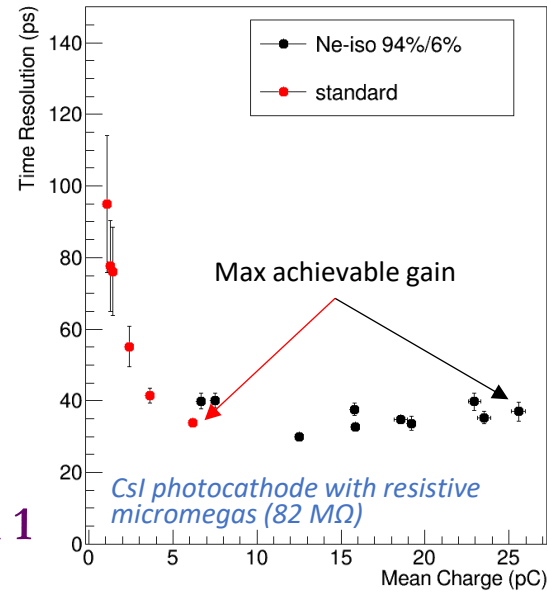 Time Resolution (ps)
140
120
100
80
60
40
20
0
Ne-iso 94%/6%
standard
Max achievable gain
CsI photocathode with resistive
micromegas (82 MΩ)
1
0 5 10 15 20 25
Mean Charge (pC)